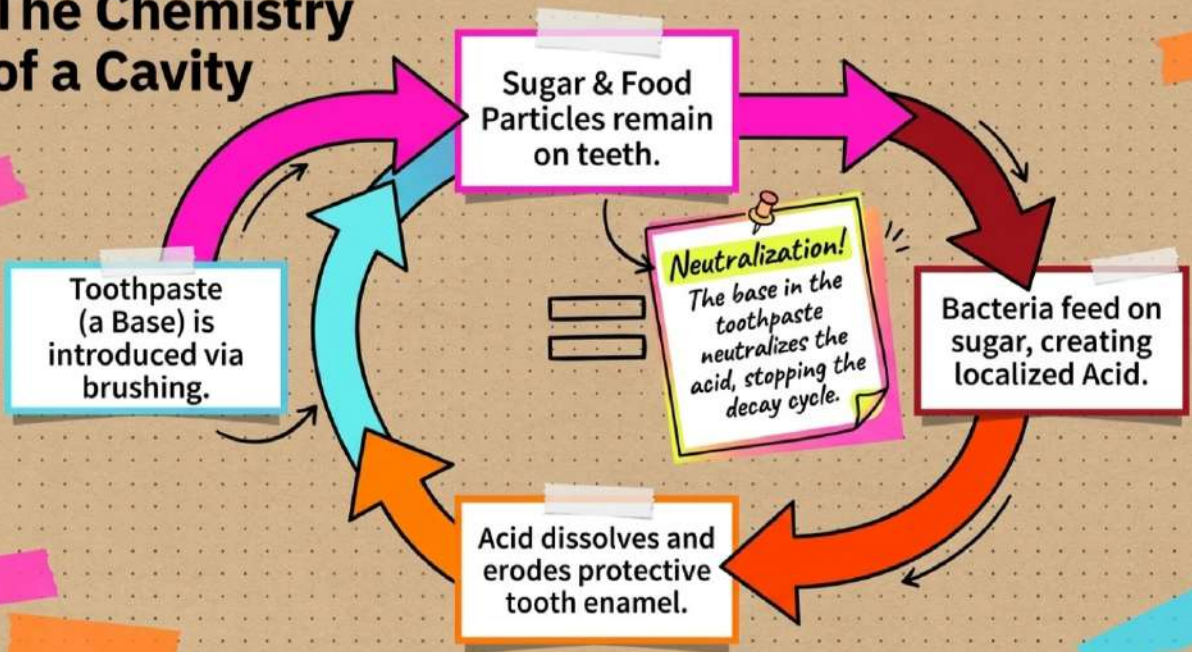 The Chemistry
of a Cavity
Sugar & Food
Particles remain
on teeth.
Toothpaste
(a Base) is
introduced via
brushing.
Neutralization!
The base in the
toothpaste
neutralizes the
acid, stopping the
decay cycle.
Bacteria feed on
sugar, creating
localized Acid.
Acid dissolves and
erodes protective
tooth enamel.